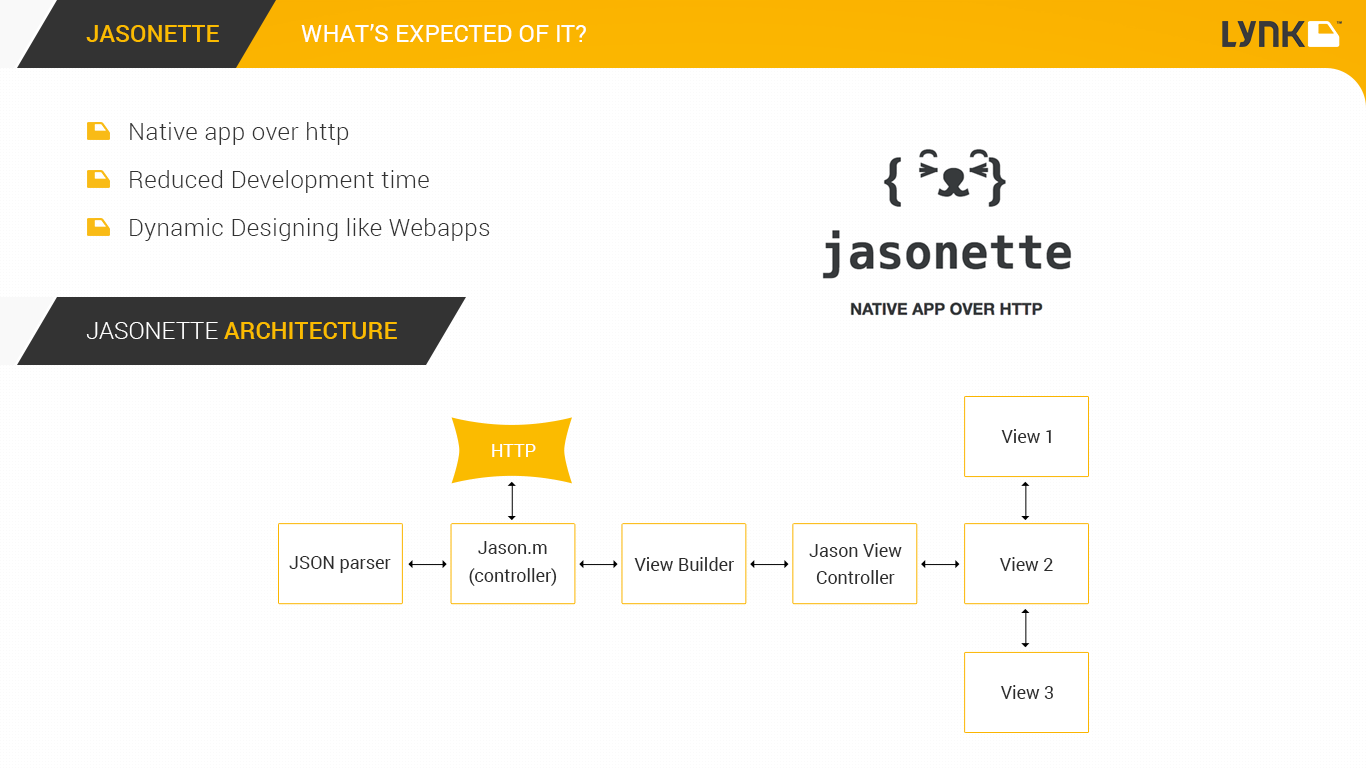 JASONETTE
WHAT'S EXPECTED OF IT?
LYNK™
Native app over http
Reduced Development time
Dynamic Designing like Webapps
jasonette
NATIVE APP OVER HTTP
JASONETTE ARCHITECTURE
HTTP
View 1
JSON parser
Jason.m
(controller)
View Builder
Jason View
Controller
View 2
View 3